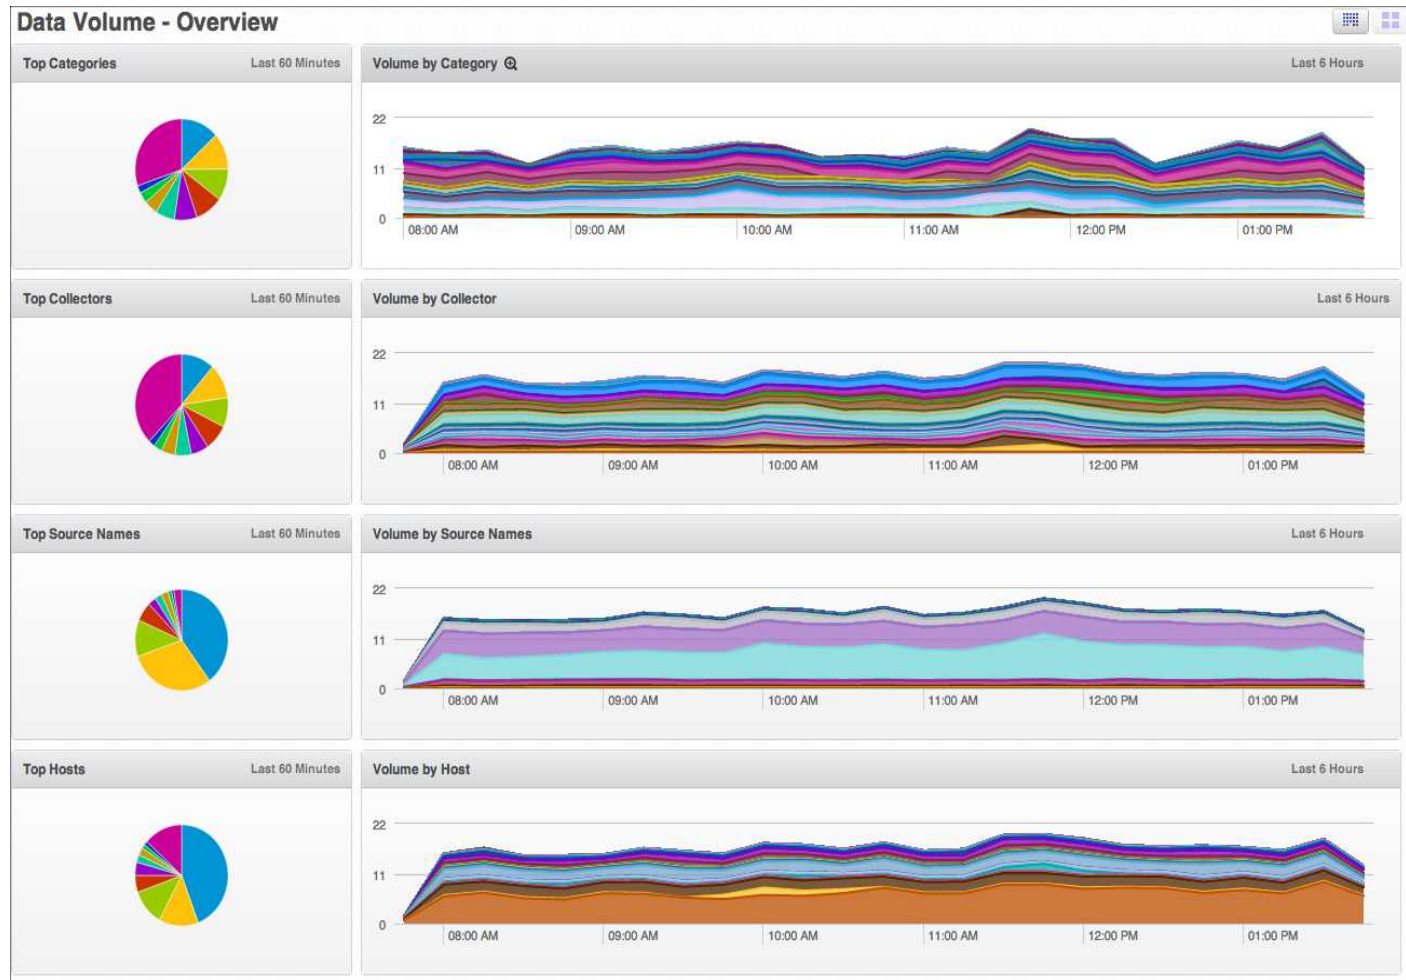 Data Volume - Overview
Top Categories Last 60 Minutes
Volume by Category Last 6 Hours
22
11
0
08:00 AM 09:00 AM 10:00 AM 11:00 AM 12:00 PM 01:00 PM
Top Collectors Last 60 Minutes
Volume by Collector Last 6 Hours
22
11
0
08:00 AM 09:00 AM 10:00 AM 11:00 AM 12:00 PM 01:00 PM
Top Source Names Last 60 Minutes
Volume by Source Names Last 6 Hours
22
11
0
08:00 AM 09:00 AM 10:00 AM 11:00 AM 12:00 PM 01:00 PM
Top Hosts Last 60 Minutes
Volume by Host Last 6 Hours
22
11
0
08:00 AM 09:00 AM 10:00 AM 11:00 AM 12:00 PM 01:00 PM